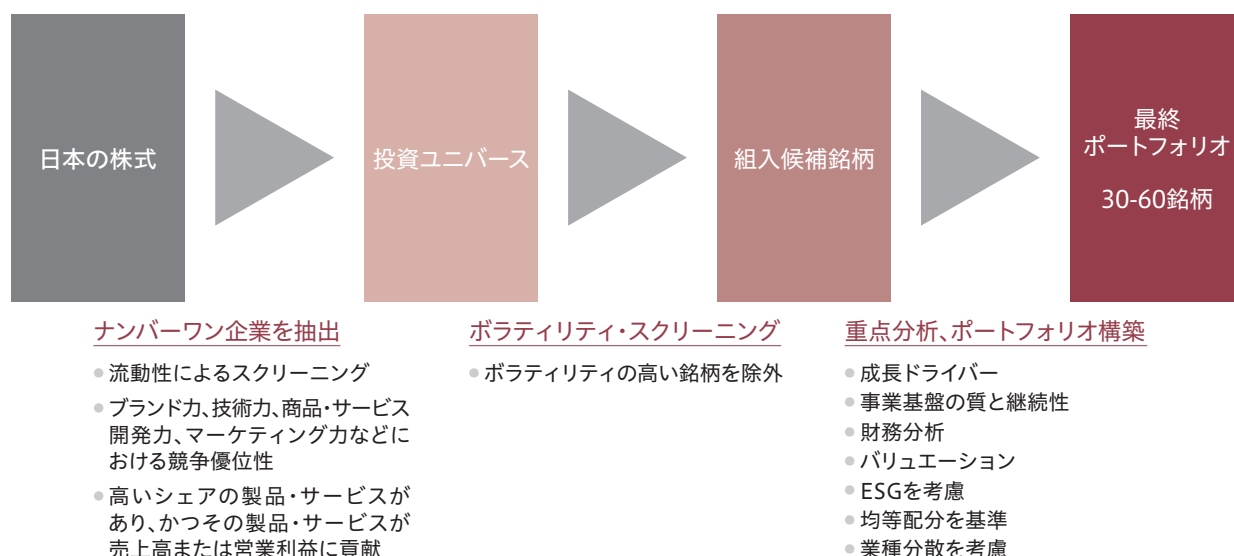 日本の株式
投資ユニバース
組入候補銘柄
最終
ポートフォリオ
30-60銘柄
ナンバーワン企業を抽出
● 流動性によるスクリーニング
● ブランド力、技術力、商品・サービス
開発力、マーケティング力などに
おける競争優位性
● 高いシェアの製品・サービスが
あり、かつその製品・サービスが
売上高または営業利益に貢献
ボラティリティ・スクリーニング
● ボラティリティの高い銘柄を除外
重点分析、ポートフォリオ構築
● 成長ドライバー
● 事業基盤の質と継続性
● 財務分析
● バリュエーション
● ESGを考慮
● 均等配分を基準
● 業種分散を考慮